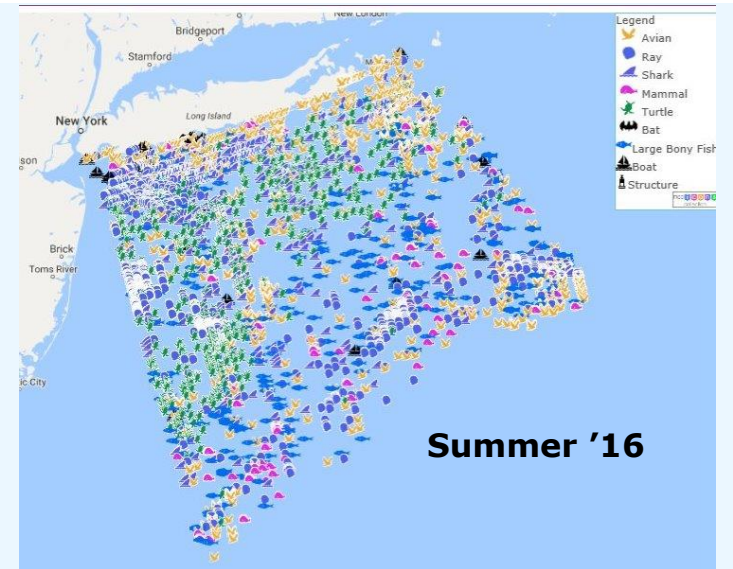 New London
Bridgeport
Stamford
Long Island
New York
son
Brick
Toms River
ic City
Legend
Avian
Ray
Shark
Mammal
Turtle
Bat
Large Bony Fish
Boat
Structure
Summer ’16